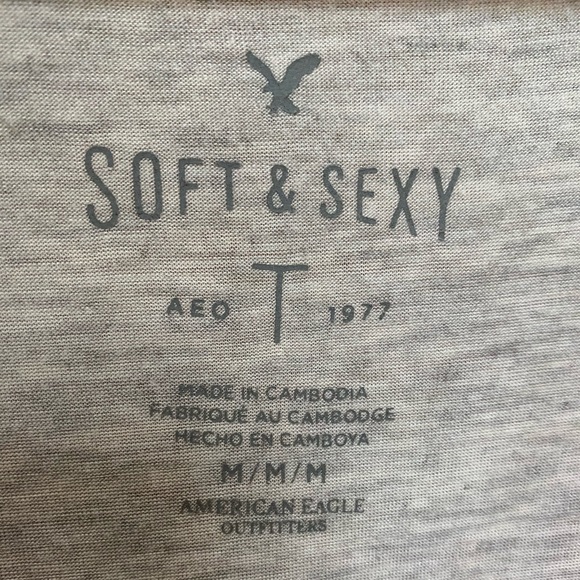 SOFT & SEXY
T
AEO 1977
MADE IN CAMBODIA
FABRIQUÉ AU CAMBODGE
HECHO EN CAMBOYA
M/M/M
AMERICAN EAGLE
OUTFITTERS